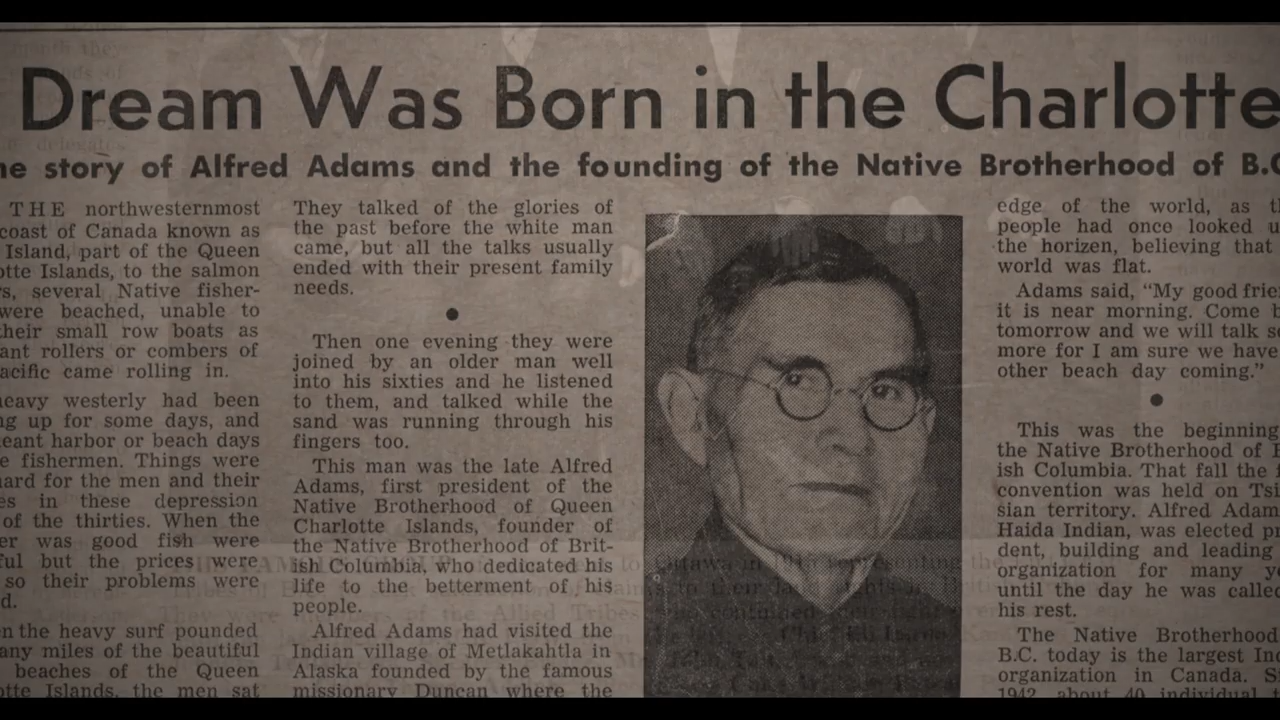 Dream Was Born in the Charlotte
he story of Alfred Adams and the founding of the Native Brotherhood of B.C
THE northwesternmost
coast of Canada known as
Island, part of the Queen
otte Islands, to the salmon
rs, several Native fisher-
were beached, unable to
their small row boats as
ant rollers or combers of
acific came rolling in.
heavy westerly had been
ng up for some days, and
eant harbor or beach days
e fishermen. Things were
hard for the men and their
es in these depression
of the thirties. When the
er was good fish were
ful but the prices were
so their problems were
d.
en the heavy surf pounded
any miles of the beautiful
beaches of the Queen
otte Islands, the men sat
They talked of the glories of
the past before the white man
came, but all the talks usually
ended with their present family
needs.
Then one evening they were
joined by an older man well
into his sixties and he listened
to them, and talked while the
sand was running through his
fingers too.
This man was the late Alfred
Adams, first president of the
Native Brotherhood of Queen
Charlotte Islands, founder of
the Native Brotherhood of Brit-
ish Columbia, who dedicated his
life to the betterment of his
people.
Alfred Adams had visited the
Indian village of Metlakahtla in
Alaska founded by the famous
missionary Duncan where the
edge of the world, as th
people had once looked u
the horizen, believing that
world was flat.
Adams said, “My good frien
it is near morning. Come b
tomorrow and we will talk so
more for I am sure we have
other beach day coming.”
This was the beginning
the Native Brotherhood of B
ish Columbia. That fall the f
convention was held on Tsi
sian territory. Alfred Adam
Haida Indian, was elected pr
dent, building and leading
organization for many ye
until the day he was called
his rest.
The Native Brotherhood
B.C. today is the largest Ind
organization in Canada. Si
1942 about 40 individual t